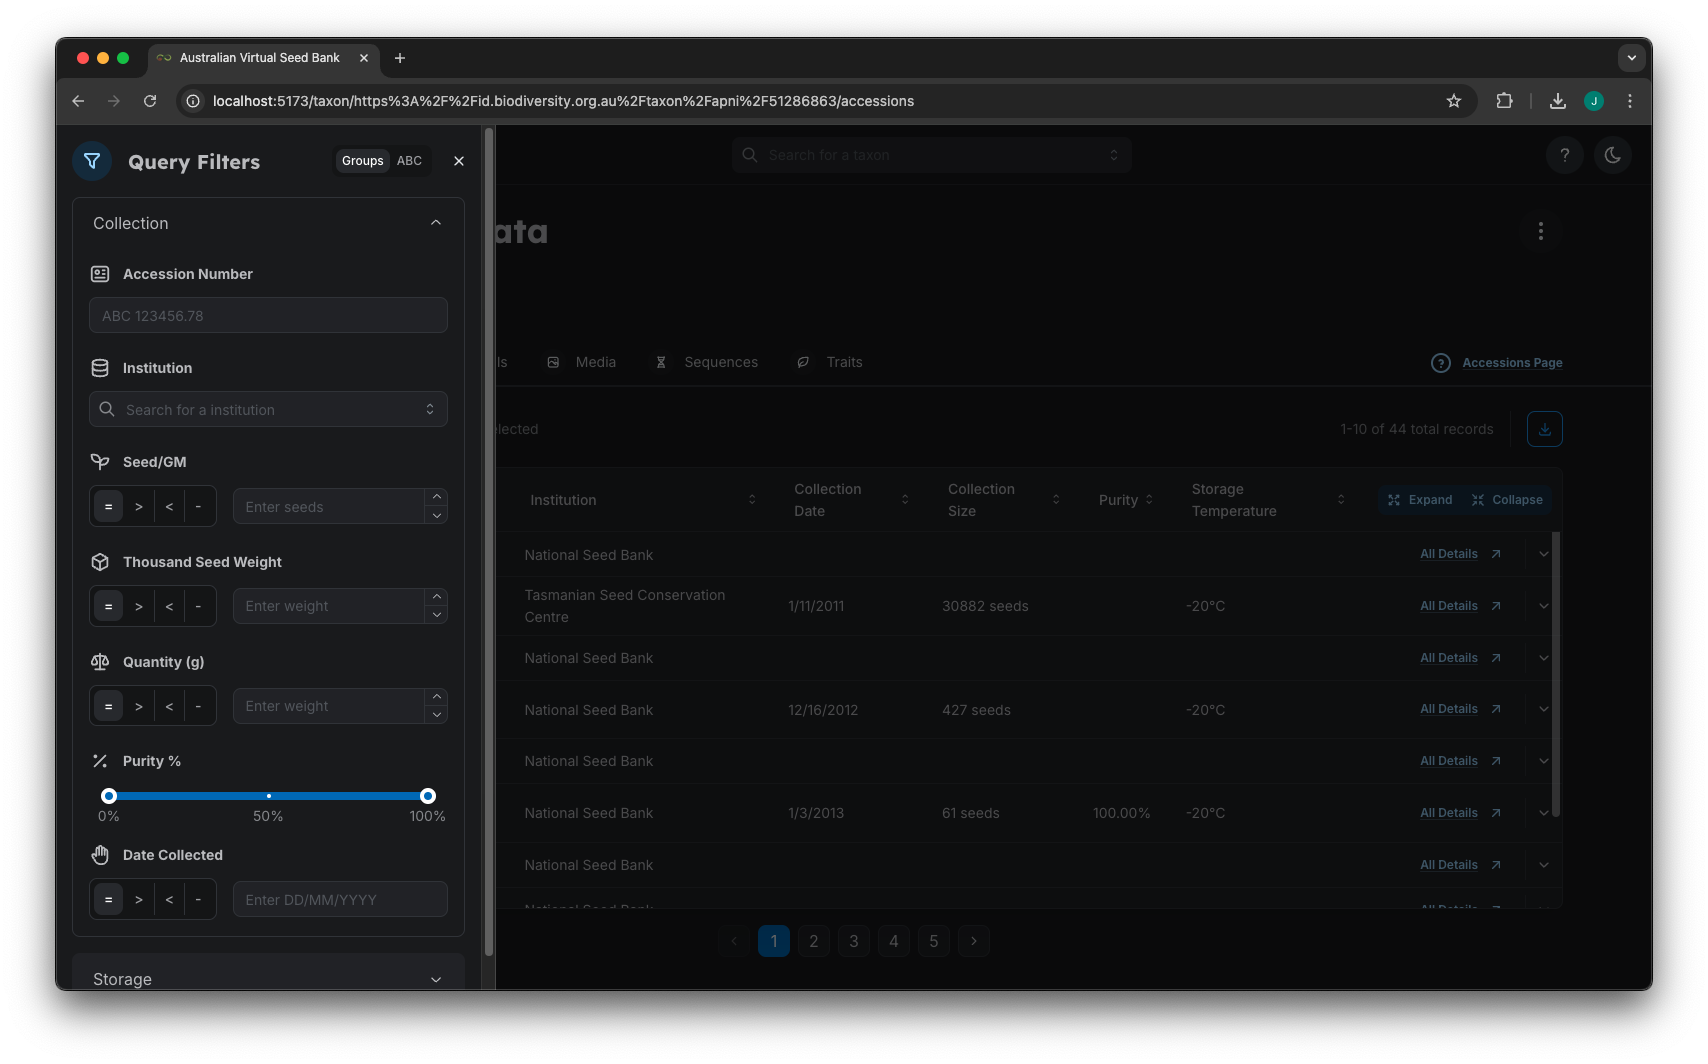 Australian Virtual Seed Bank
localhost:5173/taxon/https%3A%2F%2Fid.biodiversity.org.au%2Ftaxon%2Fapni%2F51286863/accessions
J
Query Filters
Groups ABC
Collection
Accession Number
ABC 123456.78
Institution
Search for a institution
Seed/GM
= > < -
Enter seeds
Thousand Seed Weight
= > < -
Enter weight
Quantity (g)
= > < -
Enter weight
Purity %
0% 50% 100%
Date Collected
= > < -
Enter DD/MM/YYYY
Storage
Search for a taxon
?
ata
ls Media Sequences Traits
? Accessions Page
elected
1-10 of 44 total records
Institution Collection Date Collection Size Purity Storage Temperature Expand Collapse
National Seed Bank All Details
Tasmanian Seed Conservation Centre 1/11/2011 30882 seeds -20°C All Details
National Seed Bank All Details
National Seed Bank 12/16/2012 427 seeds -20°C All Details
National Seed Bank All Details
National Seed Bank 1/3/2013 61 seeds 100.00% -20°C All Details
National Seed Bank All Details
National Seed Bank All Details
1 2 3 4 5